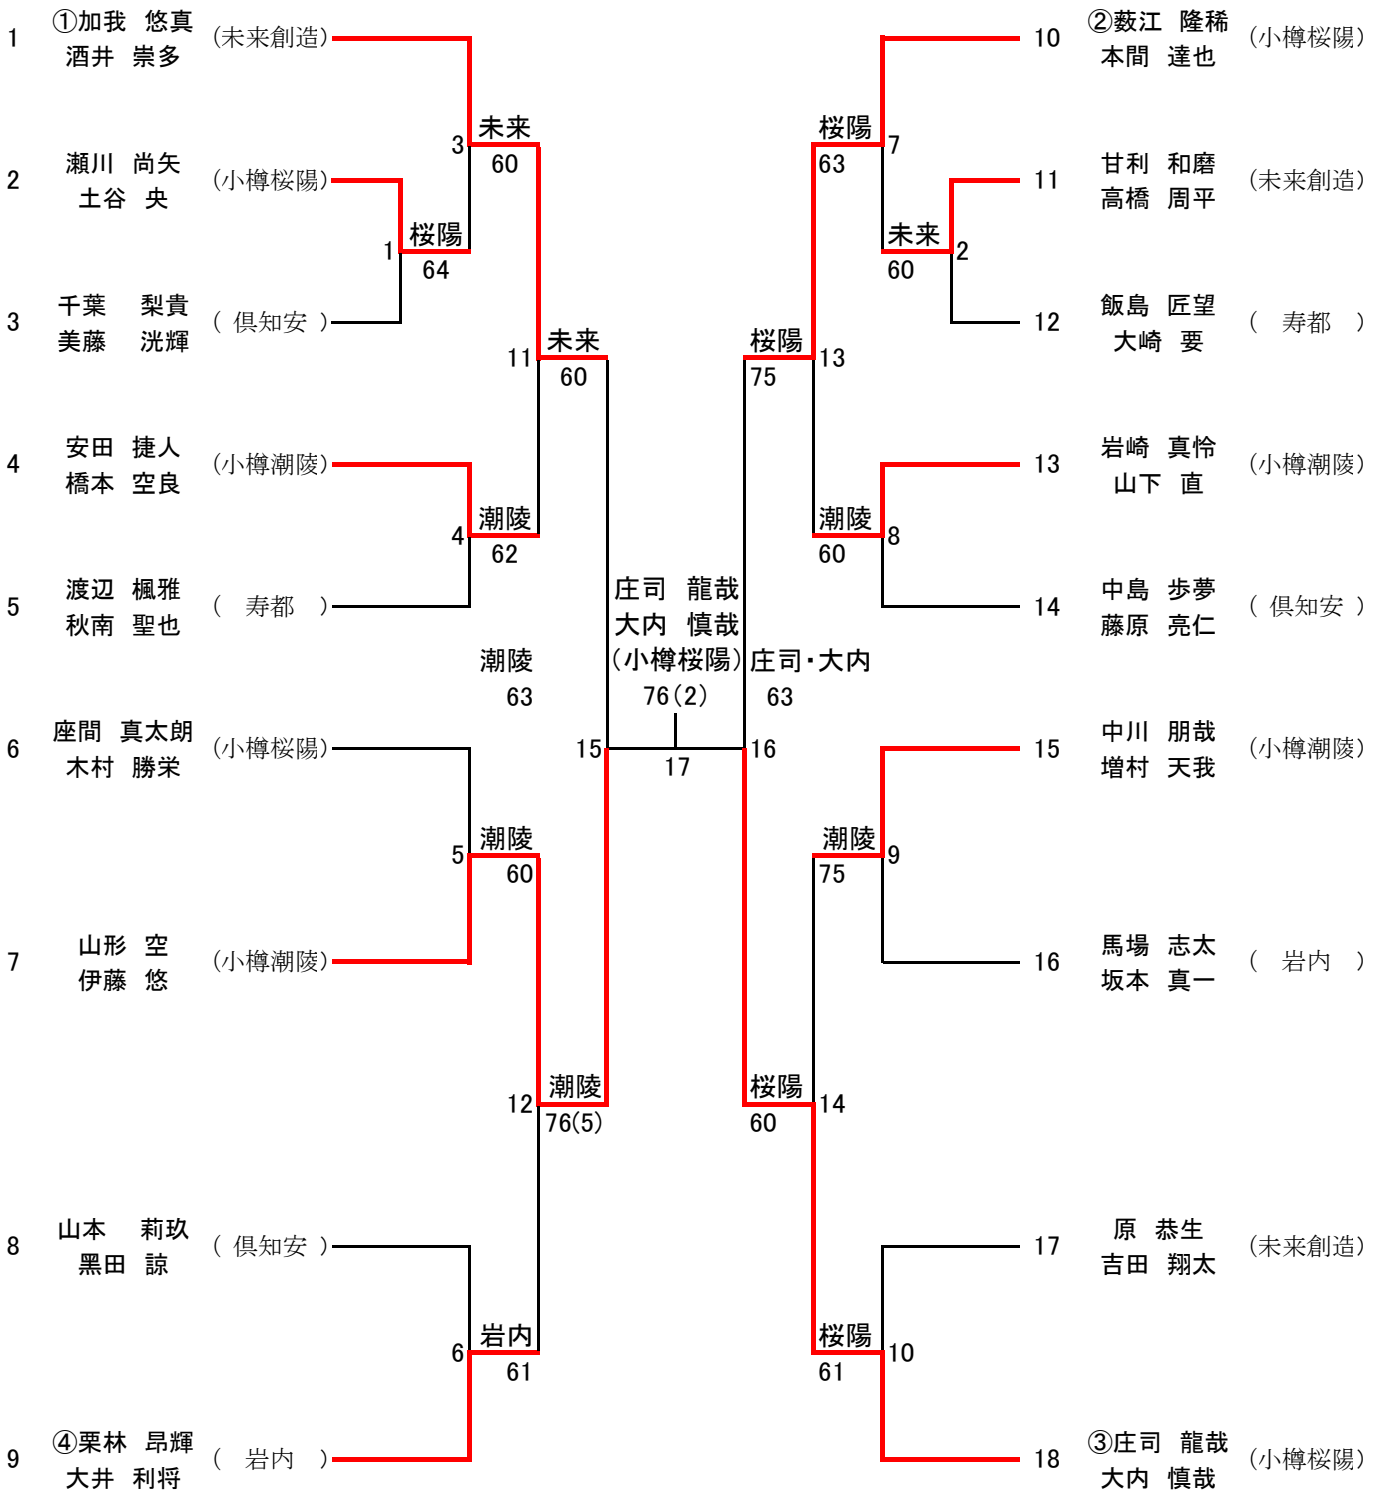 1 ①加我 悠真 (未来創造)
酒井 崇多
2 瀬川 尚矢 (小樽桜陽)
土谷 央
3 千葉 梨貴 ( 倶知安 )
美藤 洸輝
4 安田 捷人 (小樽潮陵)
橋本 空良
5 渡辺 楓雅 ( 寿都 )
秋南 聖也
6 座間 真太朗 (小樽桜陽)
木村 勝栄
7 山形 空 (小樽潮陵)
伊藤 悠
8 山本 莉玖 ( 倶知安 )
黒田 諒
9 ④栗林 昂輝 ( 岩内 )
大井 利将
3 未来
60
1 桜陽
64
11 未来
60
4 潮陵
62
潮陵
63
15
5 潮陵
60
12 潮陵
76(5)
6 岩内
61
庄司 龍哉
大内 慎哉
(小樽桜陽)
76(2)
17
桜陽 7
63
未来 2
60
桜陽 13
75
潮陵 8
60
庄司・大内
63
16
潮陵 9
75
桜陽 14
60
桜陽 10
61
10 ②薮江 隆稀 (小樽桜陽)
本間 達也
11 甘利 和磨 (未来創造)
高橋 周平
12 飯島 匠望 ( 寿都 )
大崎 要
13 岩崎 真怜 (小樽潮陵)
山下 直
14 中島 歩夢 ( 倶知安 )
藤原 亮仁
15 中川 朋哉 (小樽潮陵)
増村 天我
16 馬場 志太 ( 岩内 )
坂本 真一
17 原 恭生 (未来創造)
吉田 翔太
18 ③庄司 龍哉 (小樽桜陽)
大内 慎哉